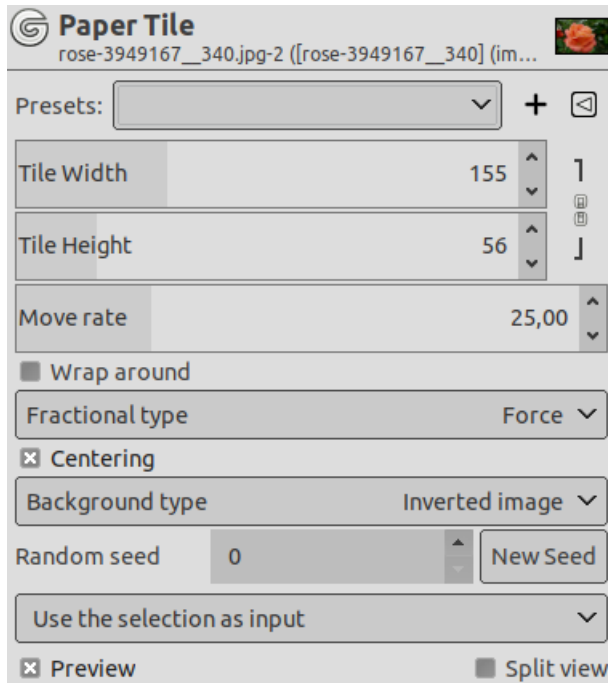 Paper Tile
rose-3949167__340.jpg-2 ([rose-3949167__340] (im...
Presets:
Tile Width 155
Tile Height 56
Move rate 25,00
Wrap around
Fractional type Force
Centering
Background type Inverted image
Random seed 0 New Seed
Use the selection as input
Preview Split view